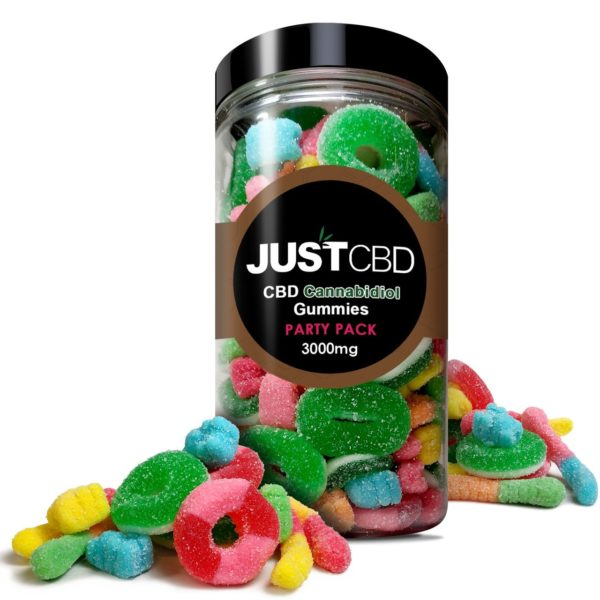 JUSTCBD
CBD Cannabidiol
Gummies
PARTY PACK
3000mg